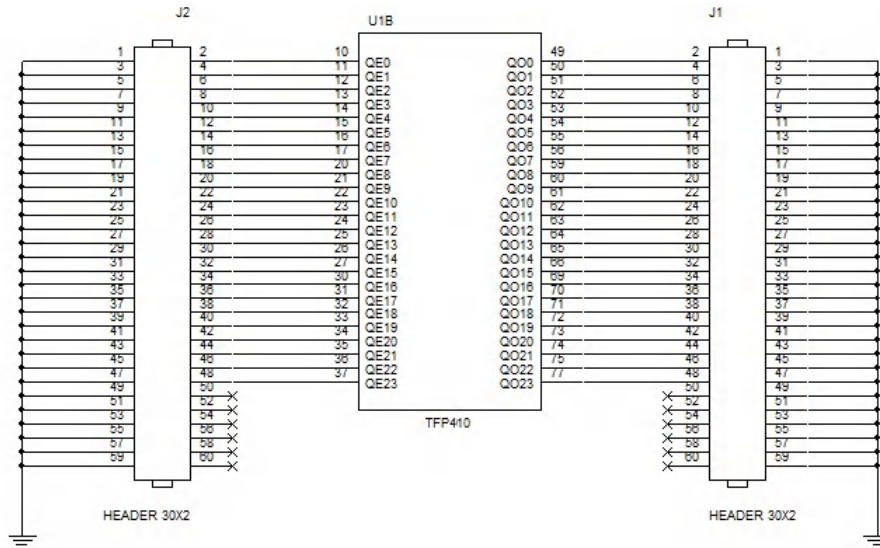 J2
U1B
J1
1 2 10 49 2 1
3 4 11 QE0 QO0 50 4 3
5 6 12 QE1 QO1 51 6 5
7 8 13 QE2 QO2 52 8 7
9 10 14 QE3 QO3 53 10 9
11 12 15 QE4 QO4 54 12 11
13 14 16 QE5 QO5 55 14 13
15 16 17 QE6 QO6 56 16 15
17 18 20 QE7 QO7 59 18 17
19 20 21 QE8 QO8 60 20 19
21 22 22 QE9 QO9 61 22 21
23 24 23 QE10 QO10 62 24 23
25 26 24 QE11 QO11 63 26 25
27 28 25 QE12 QO12 64 28 27
29 30 26 QE13 QO13 65 30 29
31 32 27 QE14 QO14 66 32 31
33 34 30 QE15 QO15 69 34 33
35 36 31 QE16 QO16 70 36 35
37 38 32 QE17 QO17 71 38 37
39 40 33 QE18 QO18 72 40 39
41 42 34 QE19 QO19 73 42 41
43 44 35 QE20 QO20 74 44 43
45 46 36 QE21 QO21 75 46 45
47 48 37 QE22 QO22 77 48 47
49 50 QE23 QO23 50 49
51 52 52 51
53 54 54 53
55 56 56 55
57 58 58 57
59 60 60 59
TFP410
HEADER 30X2
HEADER 30X2